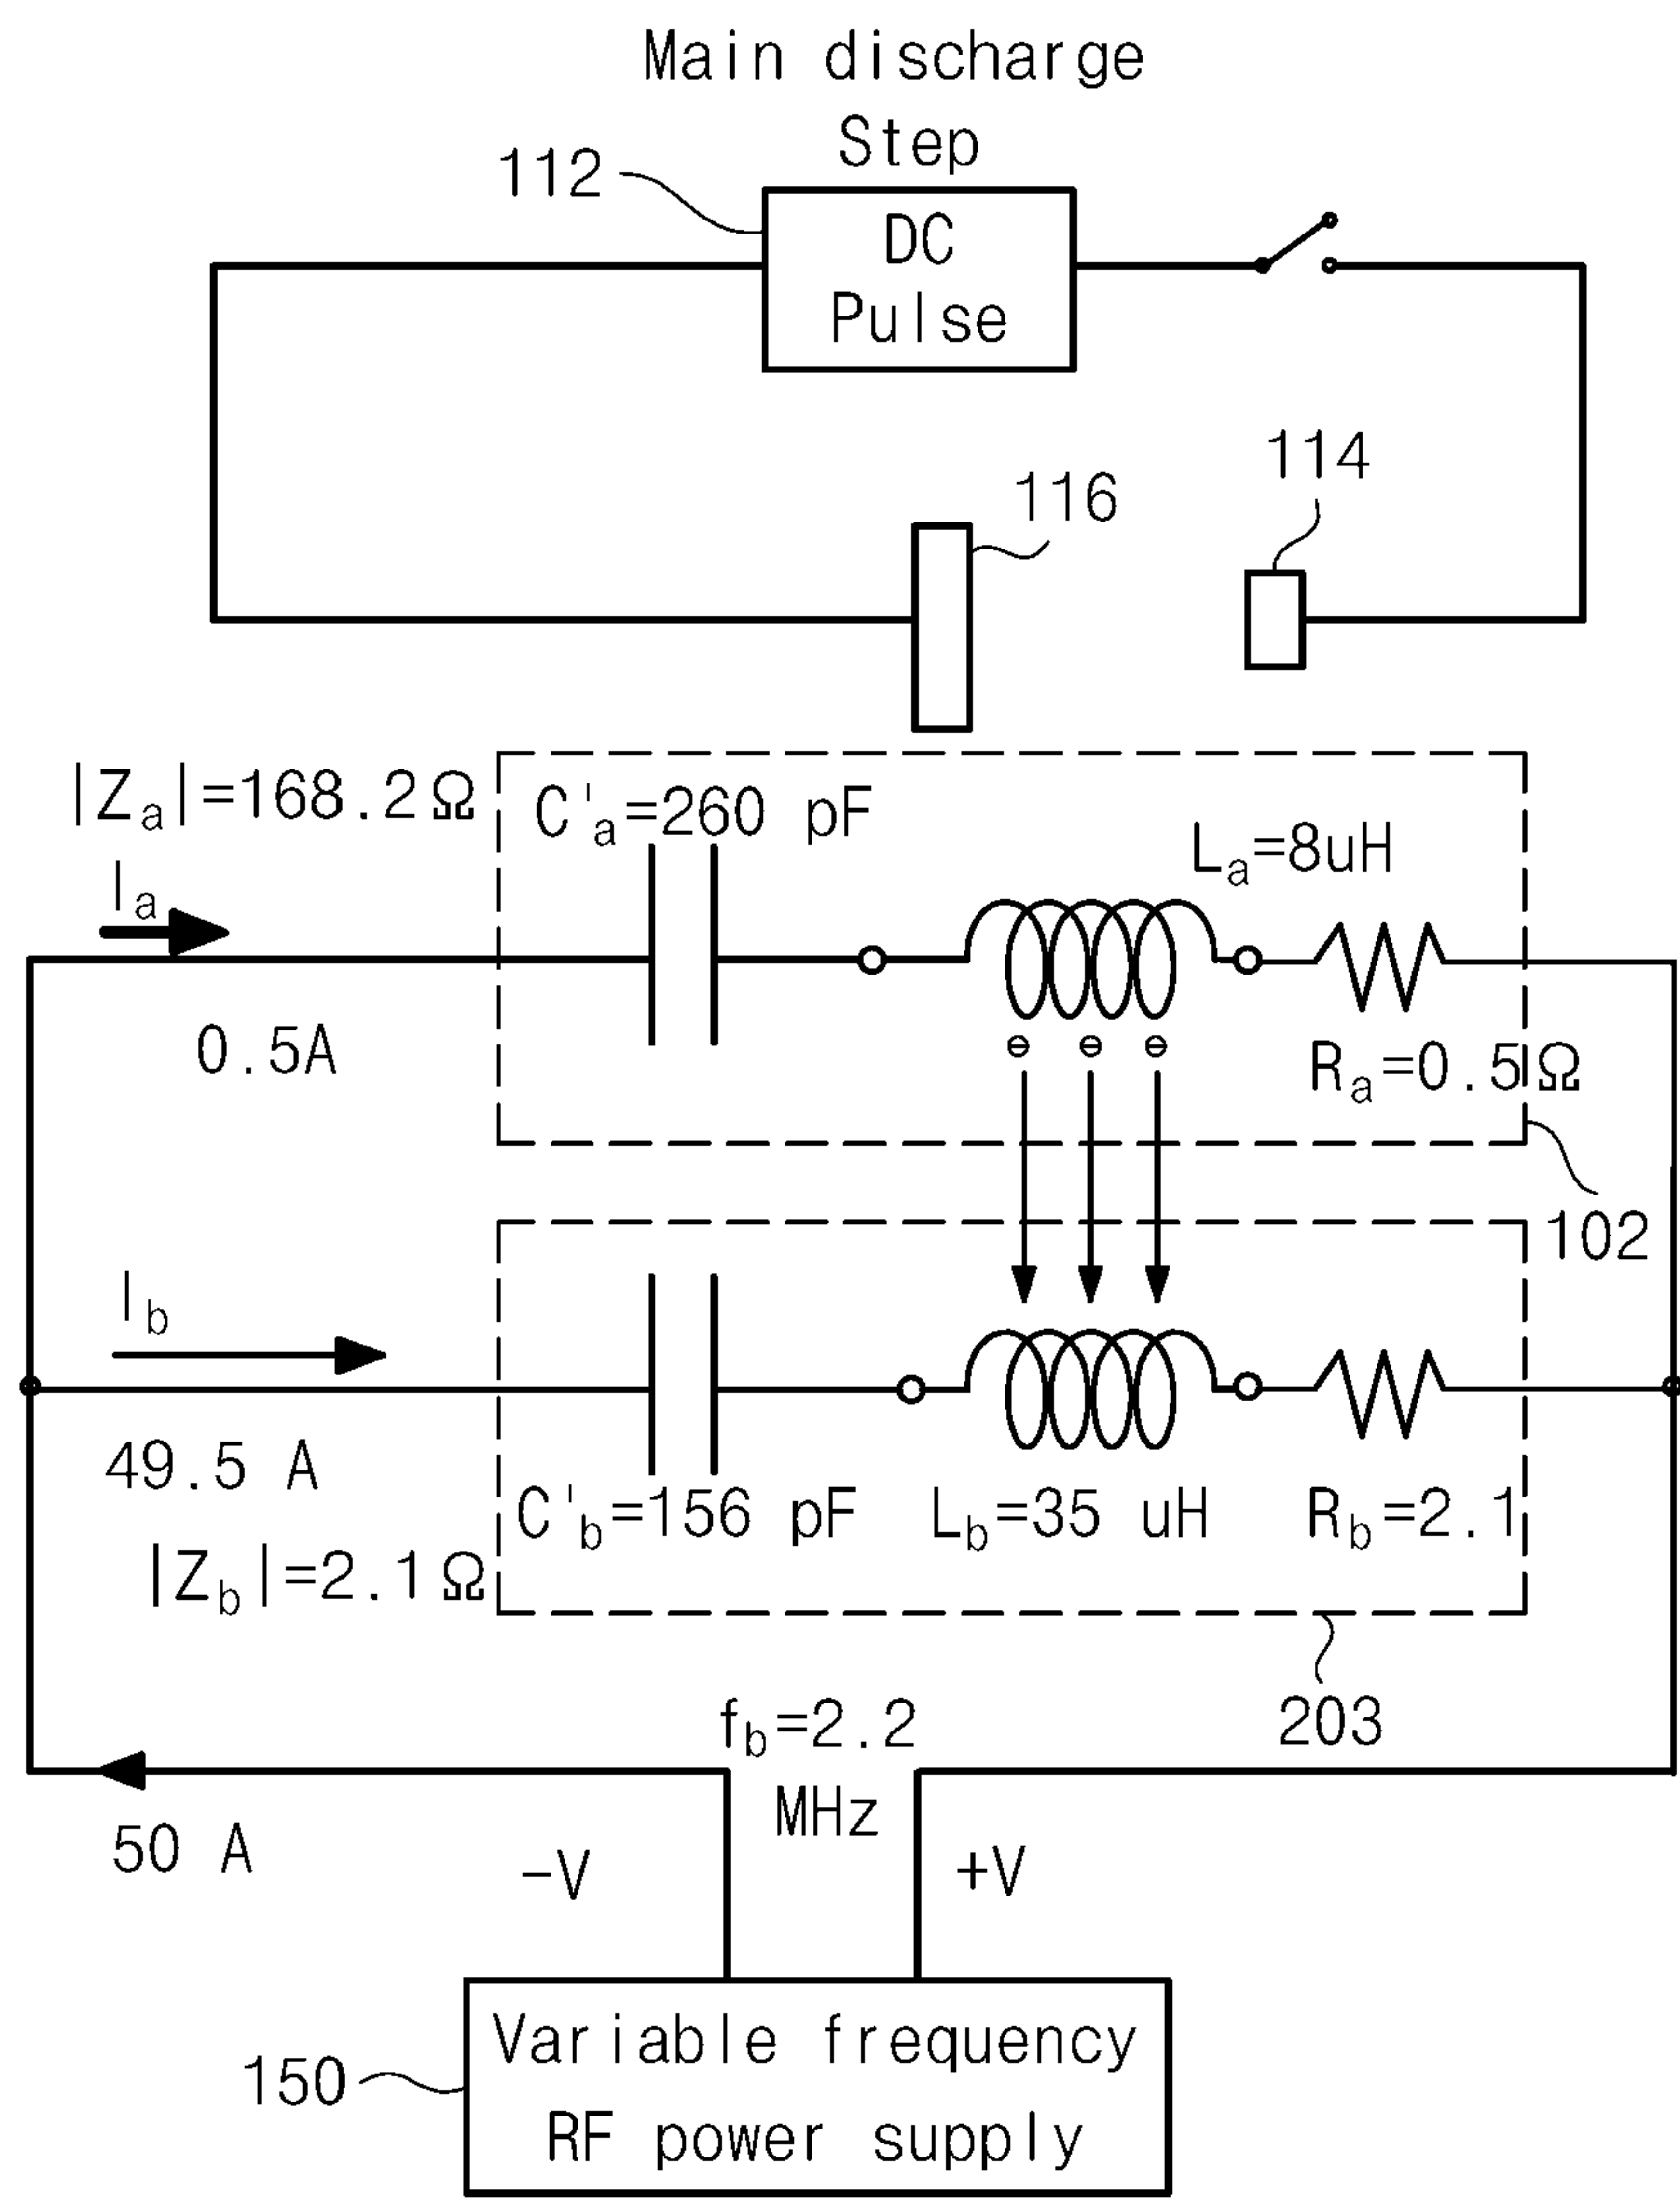 Main discharge
Step
112
DC
Pulse
116
114
|Za|=168.2Ω
C'a=260 pF
La=8uH
Ia
0.5A
Ra=0.5Ω
102
Ib
49.5 A
C'b=156 pF
Lb=35 uH
Rb=2.1
|Zb|=2.1Ω
203
fb=2.2
MHz
50 A
-V
+V
150
Variable frequency
RF power supply